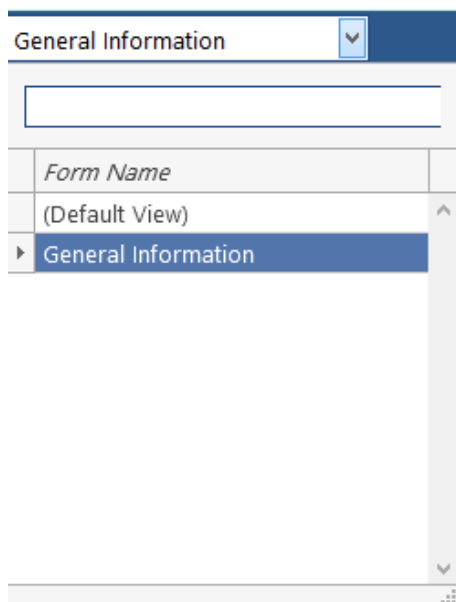 General Information
Form Name
(Default View)
General Information